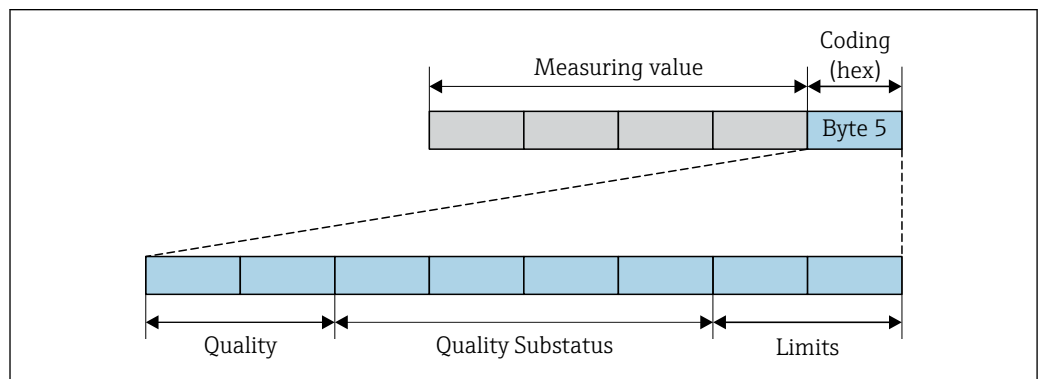 Coding
(hex)
Measuring value
Byte 5
Quality
Quality Substatus
Limits